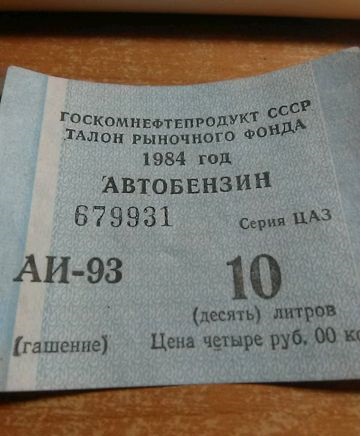 ГОСКОМНЕФТЕПРОДУКТ СССР
ТАЛОН РЫНОЧНОГО ФОНДА
1984 год
АВТОБЕНЗИН
679931 Серия ЦАЗ
АИ-93 10
(десять) литров
(гашение) Цена четыре руб. 00 ко